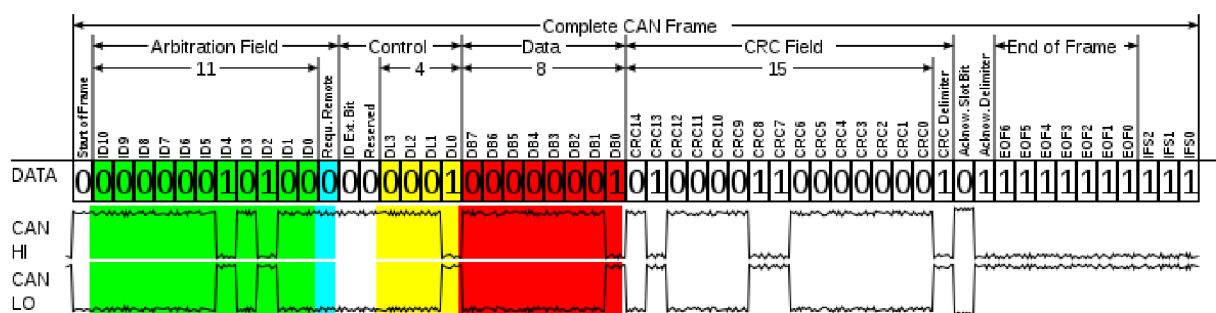 Complete CAN Frame
Arbitration Field Control Data CRC Field End of Frame
11 4 8 15
Start of Frame ID10 ID9 ID8 ID7 ID6 ID5 ID4 ID3 ID2 ID1 ID0 Requ. Remote ID Ext. Bit Reserved DL3 DL2 DL1 DL0 DB7 DB6 DB5 DB4 DB3 DB2 DB1 DB0 CRC14 CRC13 CRC12 CRC11 CRC10 CRC9 CRC8 CRC7 CRC6 CRC5 CRC4 CRC3 CRC2 CRC1 CRC0 CRC Delimiter Acknow. Slot Bit Acknow. Delimiter EOF6 EOF5 EOF4 EOF3 EOF2 EOF1 EOF0 IFS2 IFS1 IFS0
DATA 0 0 0 0 0 0 0 1 0 1 0 0 0 0 0 0 0 0 1 0 0 0 0 0 0 0 1 0 1 0 0 0 0 1 1 0 0 0 0 0 0 0 1 0 1 1 1 1 1 1 1 1 1 1 1
CAN
HI
CAN
LO